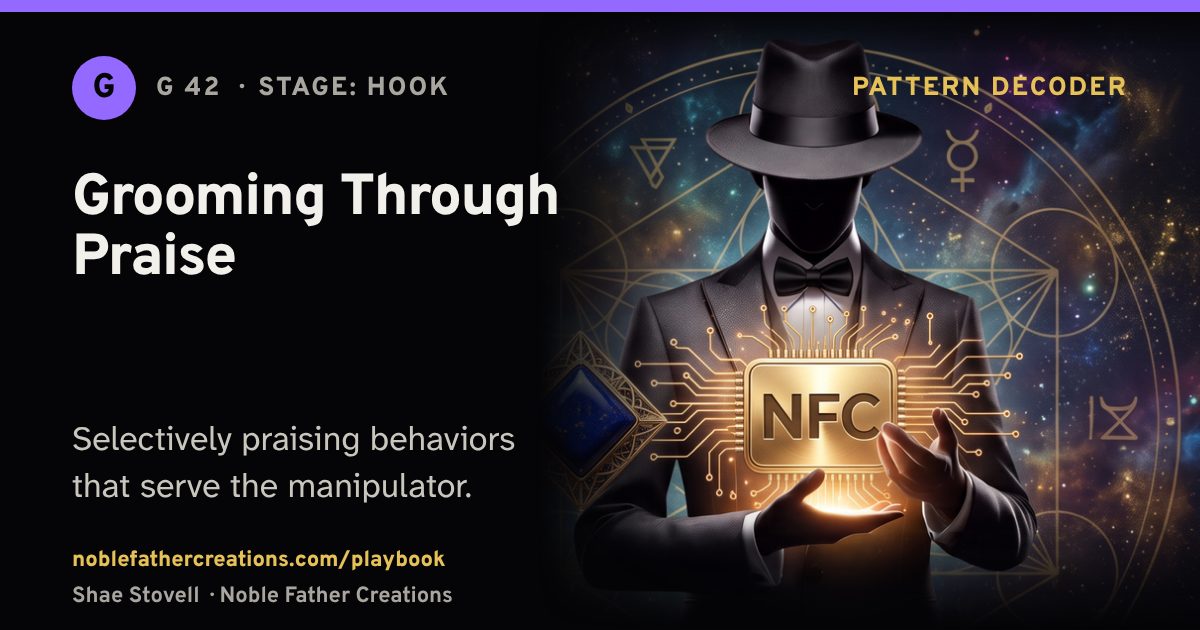 G
G 42 · STAGE: HOOK
PATTERN DECODER
Grooming Through
Praise
NFC
Selectively praising behaviors
that serve the manipulator.
noblefathercreations.com/playbook
Shae Stovell · Noble Father Creations